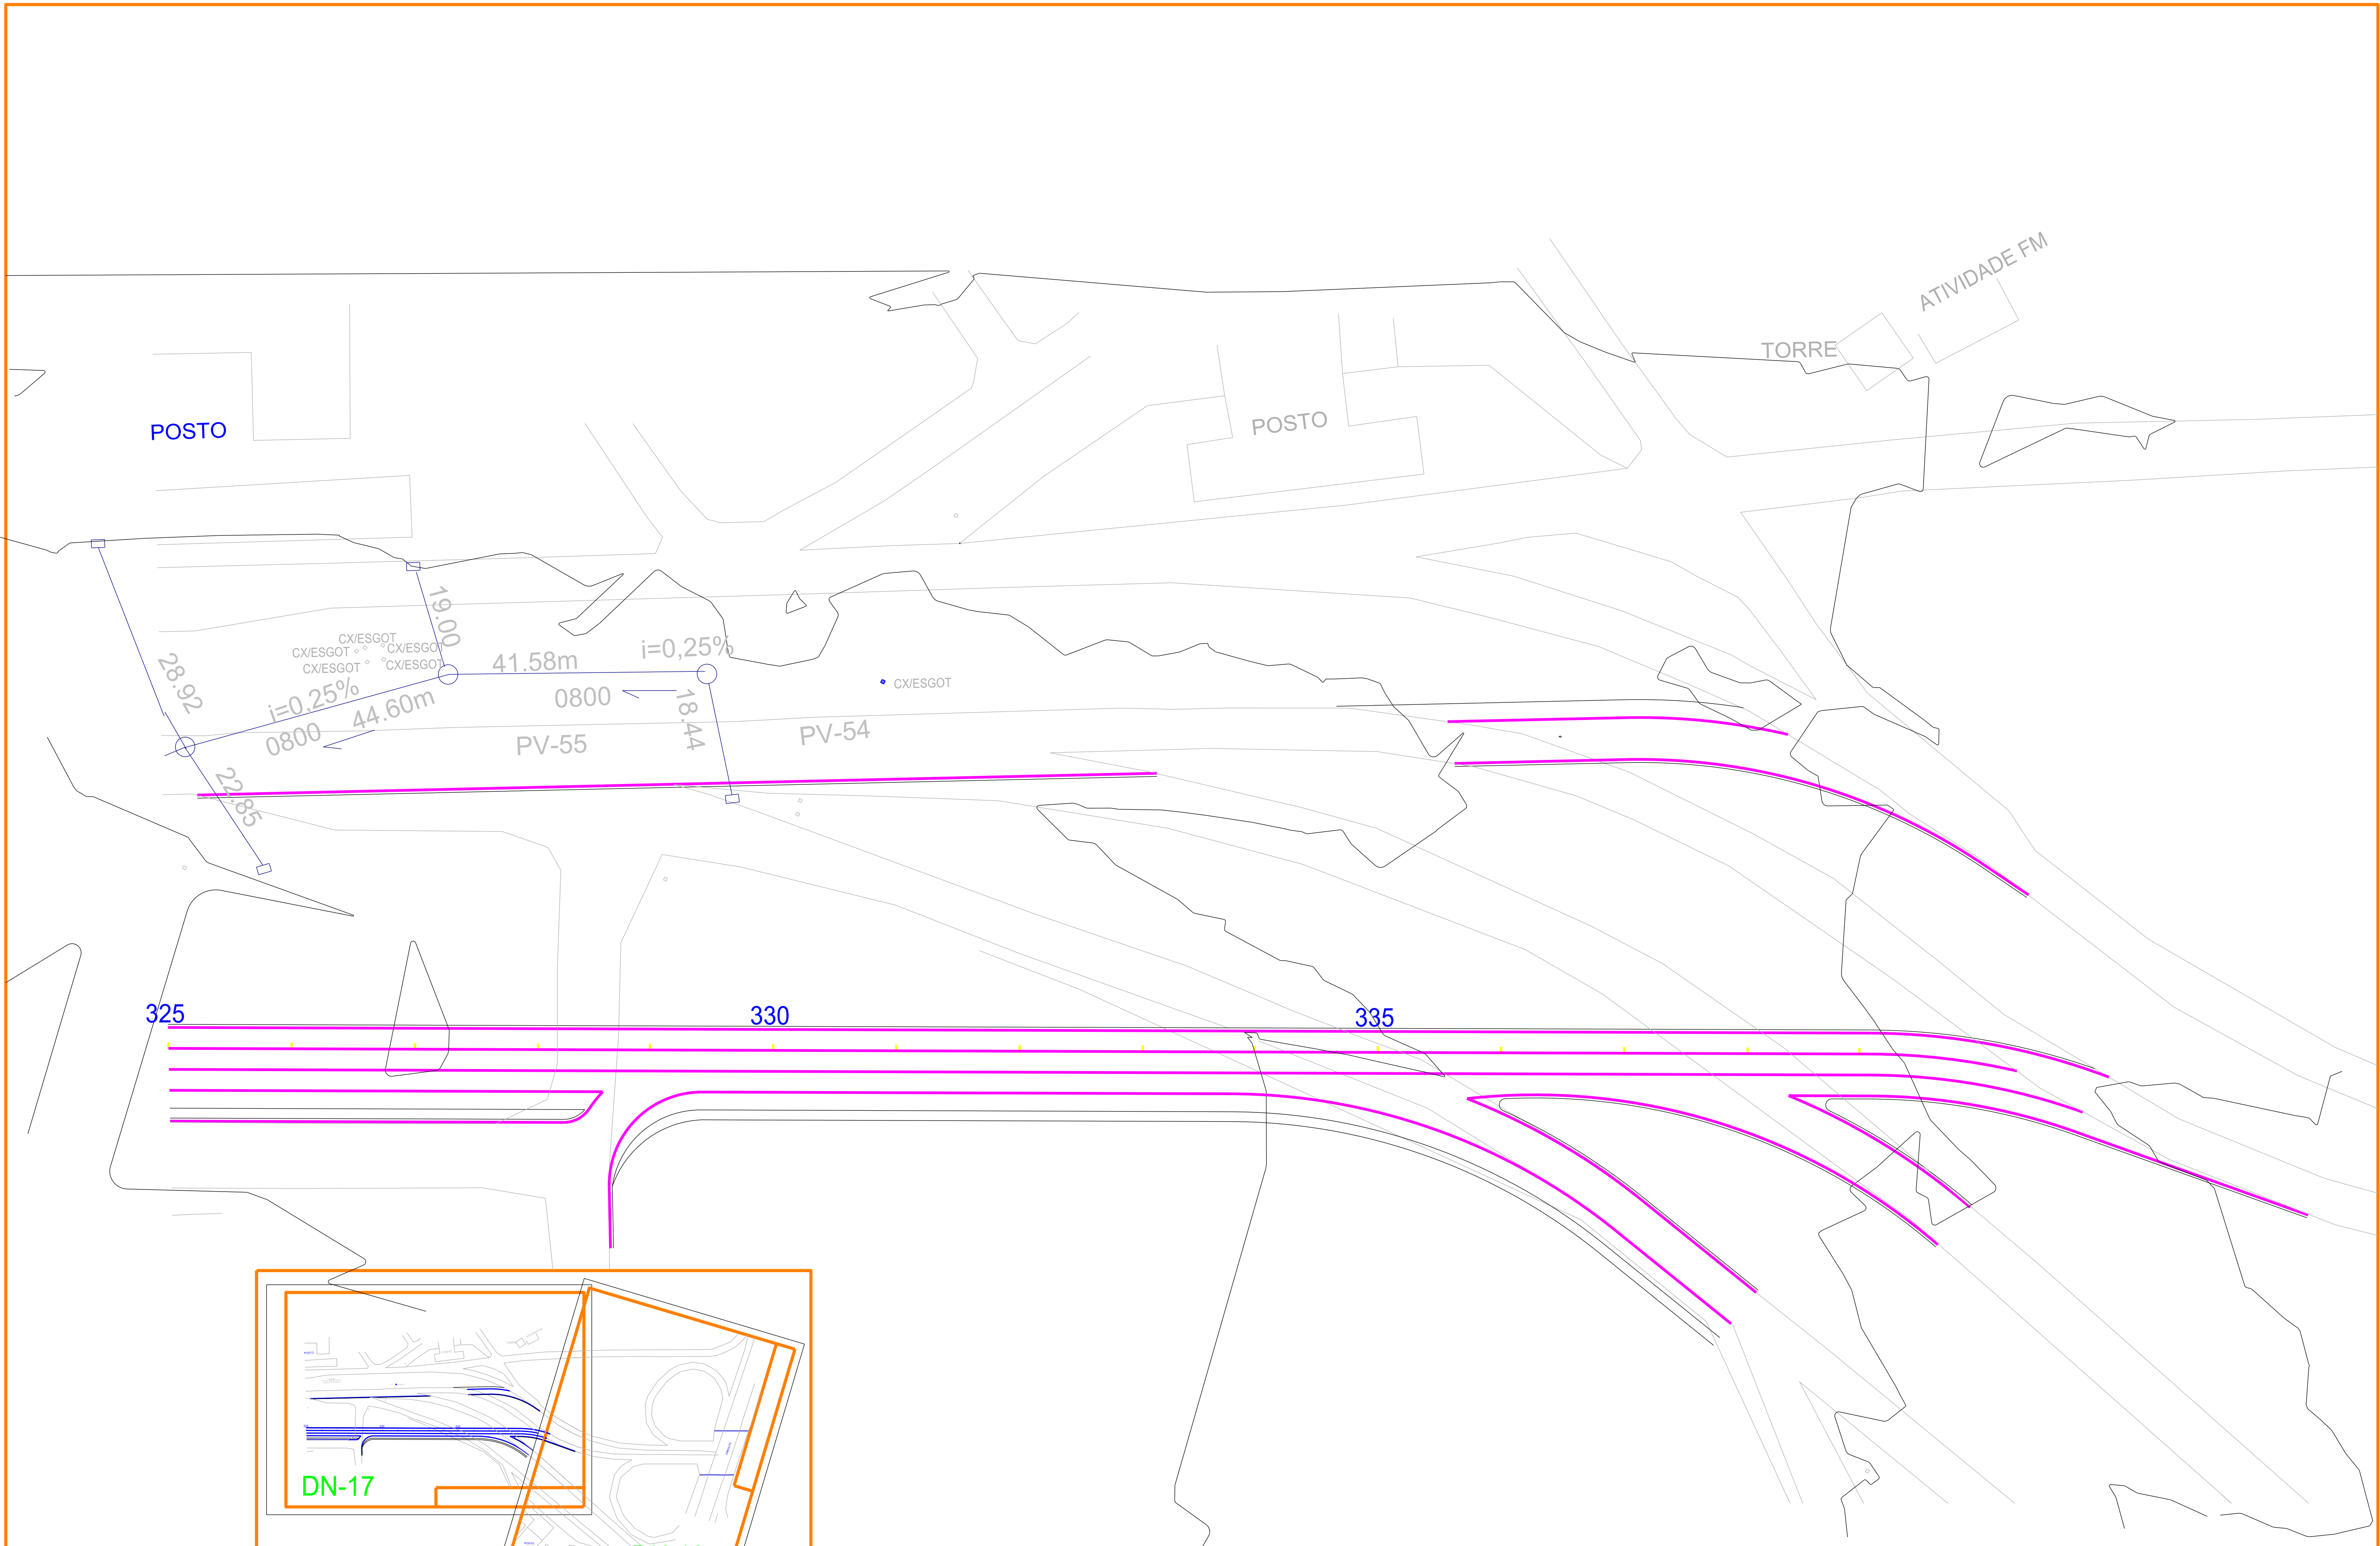 ATIVIDADE FM
TORRE
POSTO
POSTO
19.00
CX/ESGOT
CX/ESGOT
CX/ESGOT
CX/ESGOT
CX/ESGOT
28.92
41.58m
i=0,25%
i=0,25%
44.60m
0800
0800
18.44
CX/ESGOT
PV-55
PV-54
22.85
325
330
335
DN-17